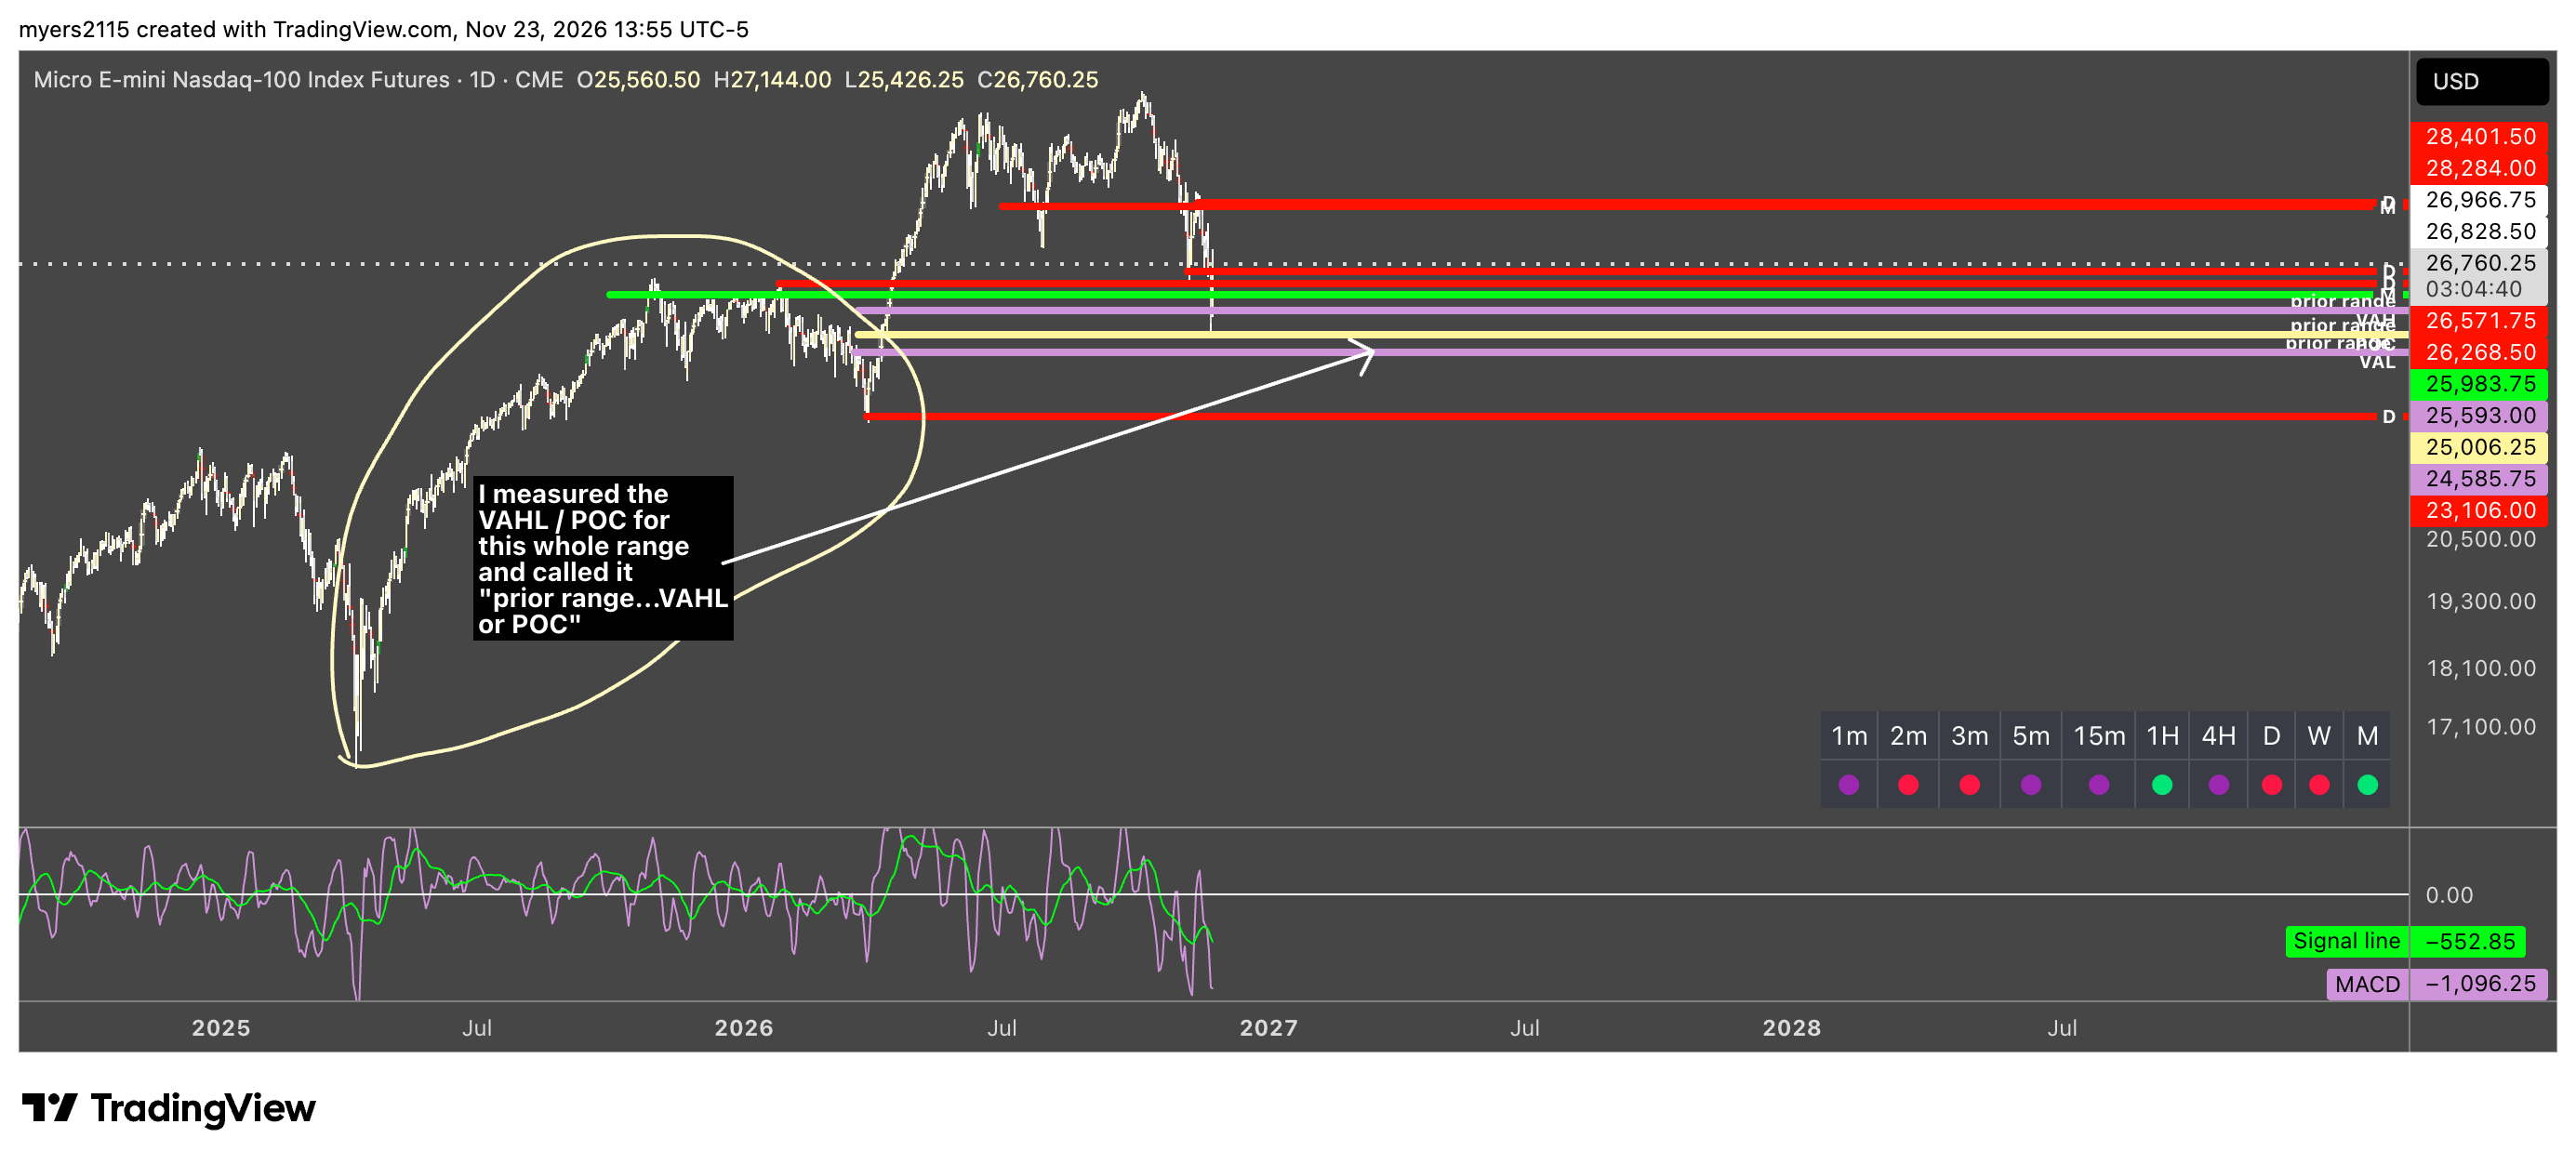 myers2115 created with TradingView.com, Nov 23, 2026 13:55 UTC-5
Micro E-mini Nasdaq-100 Index Futures · 1D · CME O25,560.50 H27,144.00 L25,426.25 C26,760.25
USD
28,401.50
28,284.00
26,966.75
26,828.50
26,760.25
03:04:40
26,571.75
26,268.50
25,983.75
25,593.00
25,006.25
24,585.75
23,106.00
20,500.00
19,300.00
18,100.00
17,100.00
D
M
D
D
M
prior range
VAH
prior range
POC
prior range
VAL
D
I measured the
VAHL / POC for
this whole range
and called it
"prior range...VAHL
or POC"
1m 2m 3m 5m 15m 1H 4H D W M
0.00
Signal line −552.85
MACD −1,096.25
2025 Jul 2026 Jul 2027 Jul 2028 Jul
TradingView